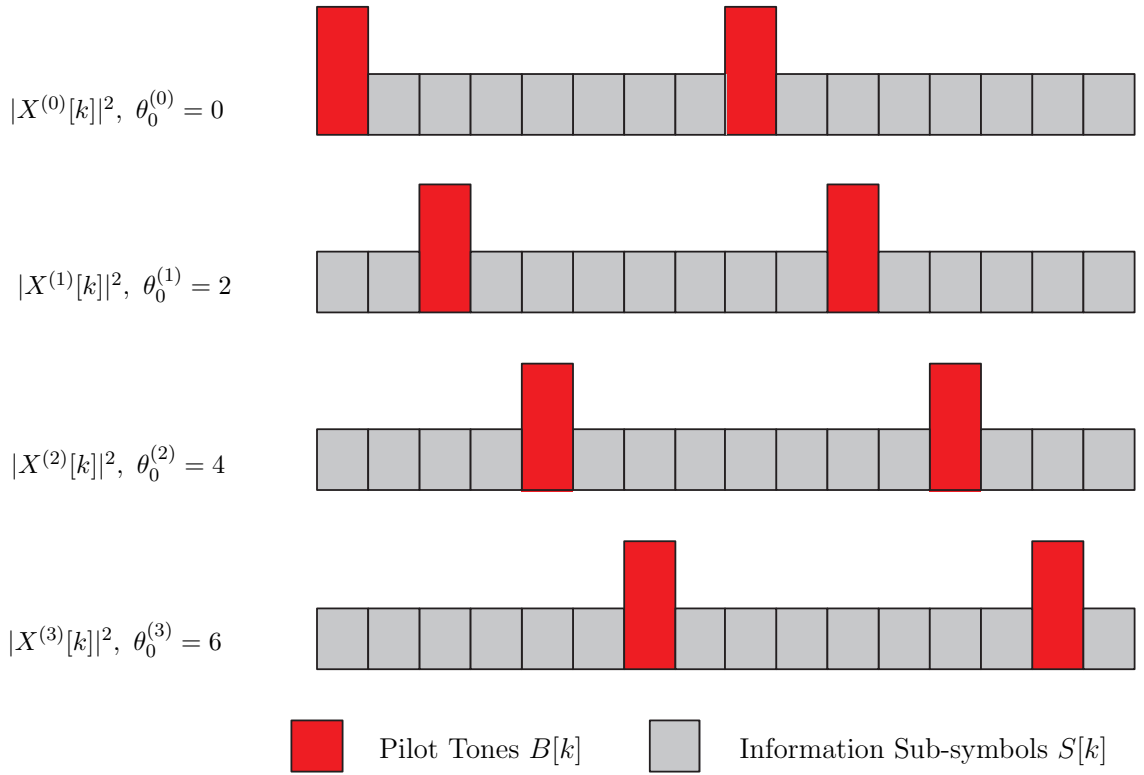 |X^{(0)}[k]|^2, θ_0^{(0)} = 0
|X^{(1)}[k]|^2, θ_0^{(1)} = 2
|X^{(2)}[k]|^2, θ_0^{(2)} = 4
|X^{(3)}[k]|^2, θ_0^{(3)} = 6
Pilot Tones B[k] Information Sub-symbols S[k]